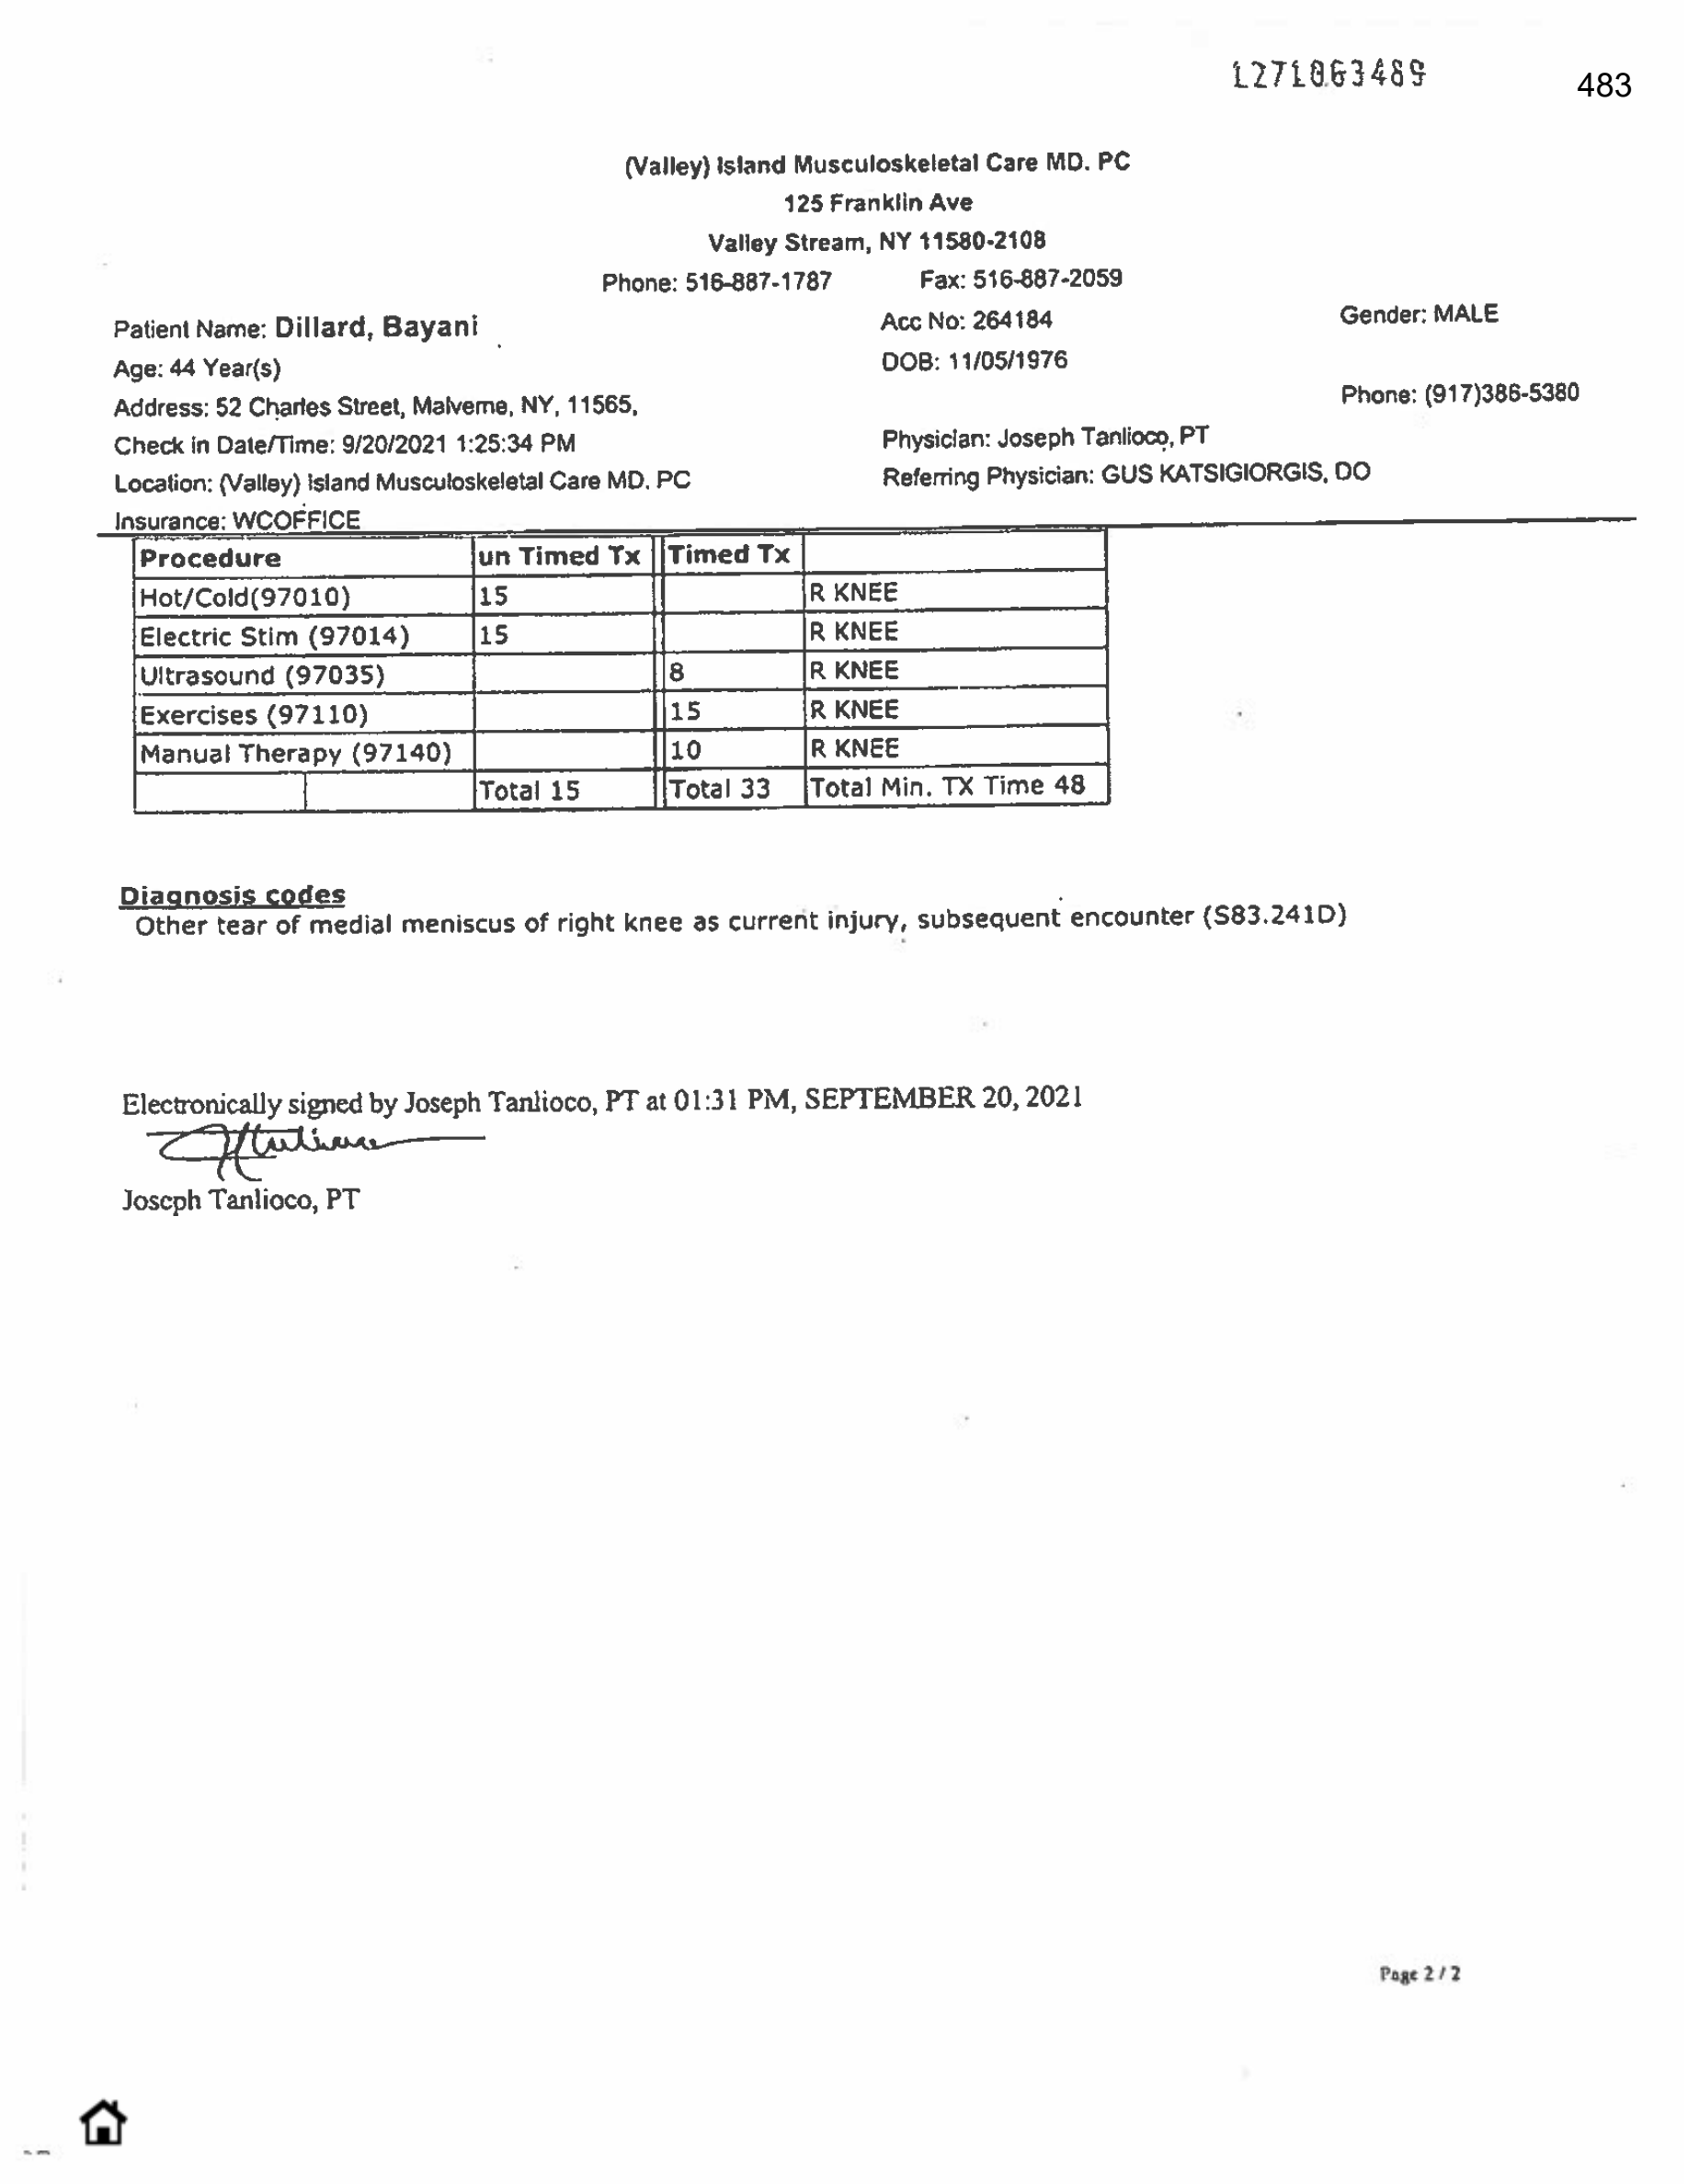 1271063489
483
(Valley) Island Musculoskeletal Care MD. PC
125 Franklin Ave
Valley Stream, NY 11580-2108
Phone: 516-887-1787 Fax: 516-887-2059
Patient Name: Dillard, Bayani Acc No: 264184 Gender: MALE
Age: 44 Year(s) DOB: 11/05/1976
Address: 52 Charles Street, Malverne, NY, 11565, Phone: (917)386-5380
Check in Date/Time: 9/20/2021 1:25:34 PM Physician: Joseph Tanlioco, PT
Location: (Valley) Island Musculoskeletal Care MD. PC Referring Physician: GUS KATSIGIORGIS, DO
Insurance: WCOFFICE
Procedure un Timed Tx Timed Tx
Hot/Cold(97010) 15 R KNEE
Electric Stim (97014) 15 R KNEE
Ultrasound (97035) 8 R KNEE
Exercises (97110) 15 R KNEE
Manual Therapy (97140) 10 R KNEE
Total 15 Total 33 Total Min. TX Time 48
Diagnosis codes
Other tear of medial meniscus of right knee as current injury, subsequent encounter (S83.241D)
Electronically signed by Joseph Tanlioco, PT at 01:31 PM, SEPTEMBER 20, 2021
Joseph Tanlioco, PT
Page 2 / 2